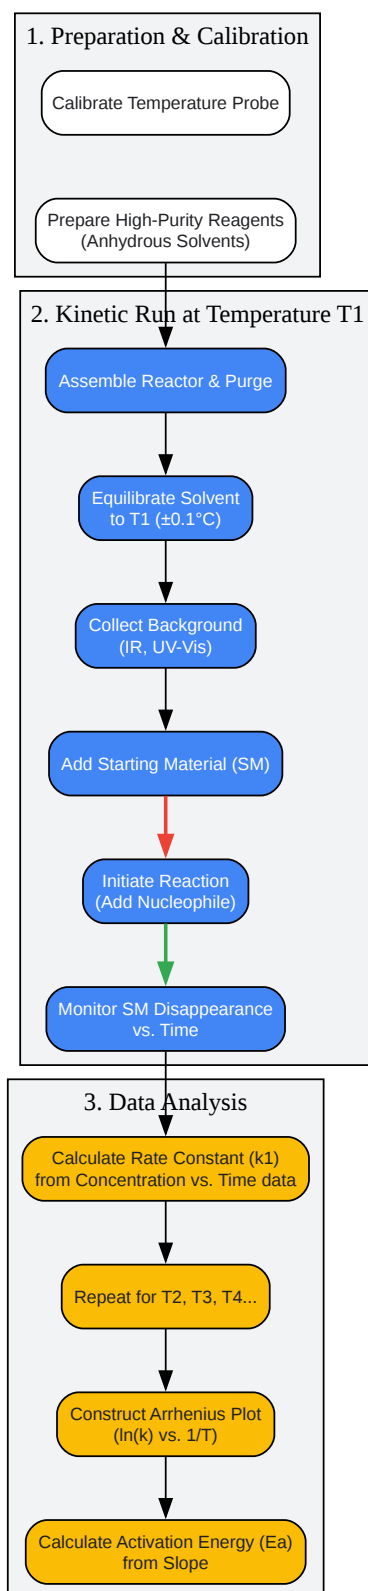 1. Preparation & Calibration
Calibrate Temperature Probe
Prepare High-Purity Reagents
(Anhydrous Solvents)
2. Kinetic Run at Temperature T1
Assemble Reactor & Purge
Equilibrate Solvent
to T1 (±0.1°C)
Collect Background
(IR, UV-Vis)
Add Starting Material (SM)
Initiate Reaction
(Add Nucleophile)
Monitor SM Disappearance
vs. Time
3. Data Analysis
Calculate Rate Constant (k1)
from Concentration vs. Time data
Repeat for T2, T3, T4...
Construct Arrhenius Plot
(ln(k) vs. 1/T)
Calculate Activation Energy (Ea)
from Slope